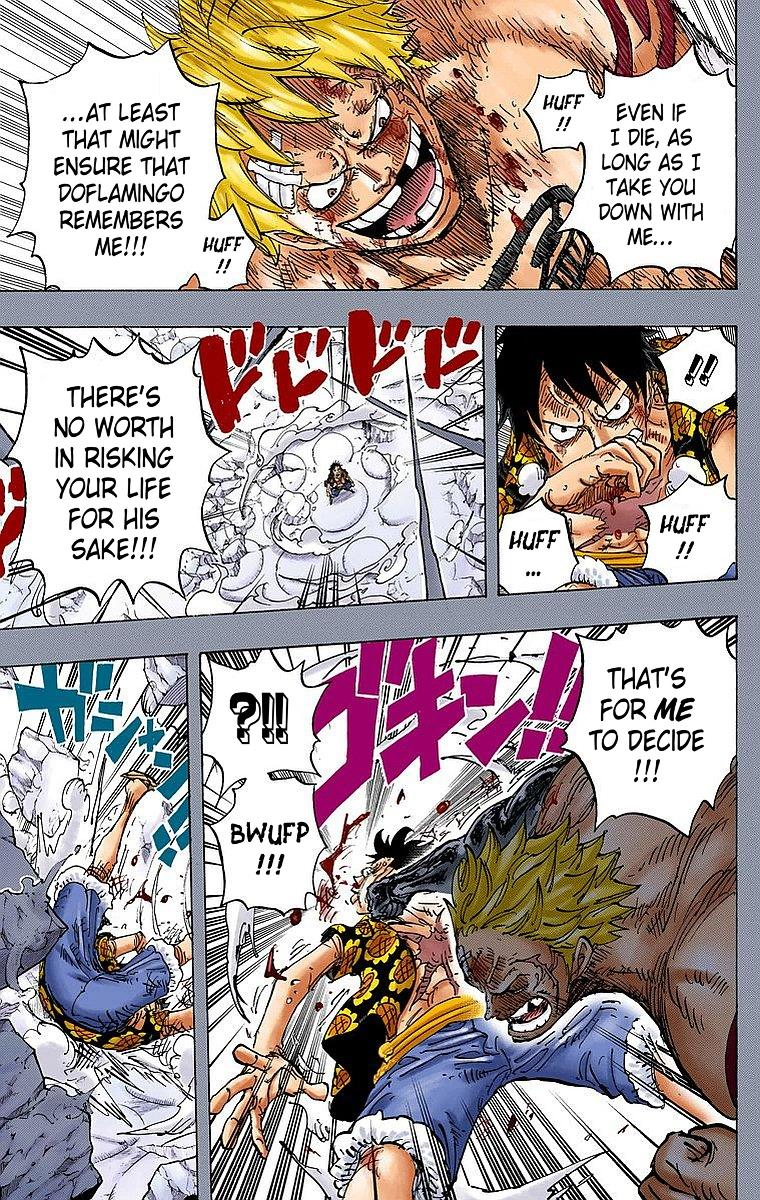 EVEN IF
I DIE, AS
LONG AS I
TAKE YOU
DOWN WITH
ME...
HUFF
!!
...AT LEAST
THAT MIGHT
ENSURE THAT
DOFLAMINGO
REMEMBERS
ME!!!
HUFF
!!
!!
HUFF
!!
HUFF
...
ドドドド
THERE'S
NO WORTH
IN RISKING
YOUR LIFE
FOR HIS
SAKE!!!
ド
THAT'S
FOR ME
TO DECIDE
!!!
ゴキン!!
?!!
BWUFP
!!!
ガシャン!!